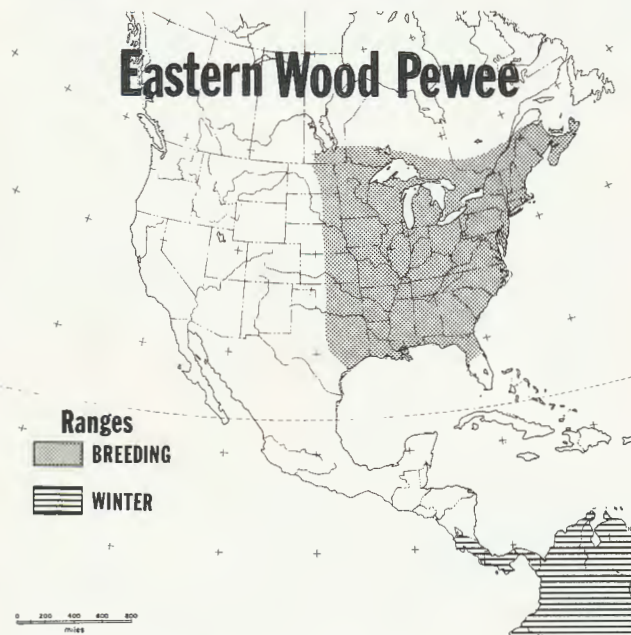 Eastern Wood Pewee
Ranges
BREEDING
WINTER
0 200 400 600 800
miles